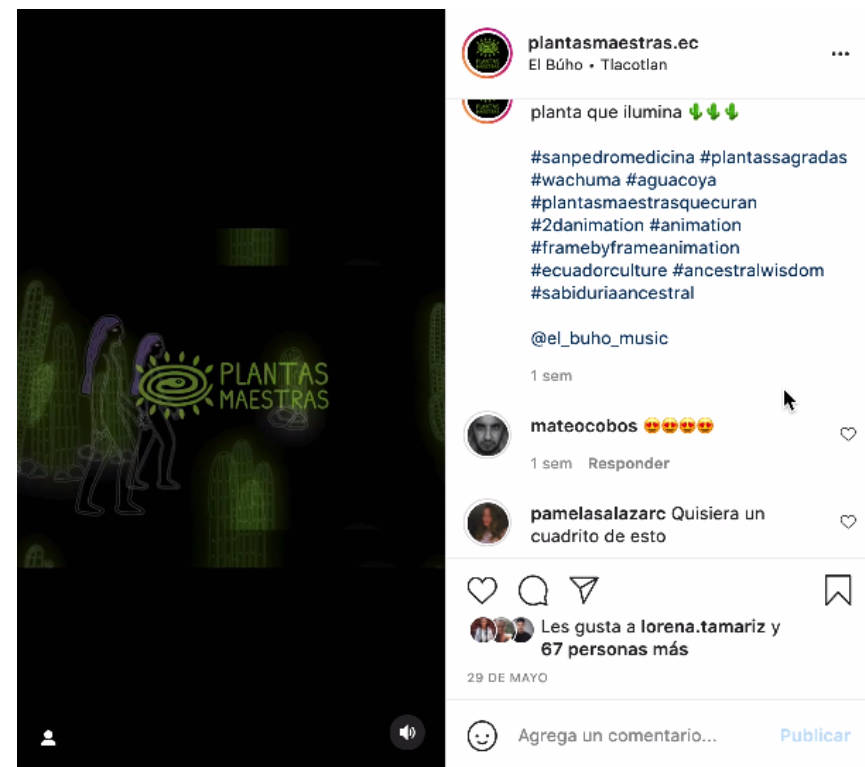 PLANTAS
MAESTRAS
plantasmaestras.ec
El Búho • Tlacotlan
planta que ilumina 🌵🌵🌵
#sanpedromedicina #plantassagradas
#wachuma #aguacoya
#plantasmaestrasquecuran
#2danimation #animation
#framebyframeanimation
#ecuadorculture #ancestralwisdom
#sabiduriaancestral
@el_buho_music
1 sem
mateocobos 😍😍😍😍
1 sem Responder
pamelasalazarc Quisiera un
cuadrito de esto
Les gusta a lorena.tamariz y
67 personas más
29 DE MAYO
Agrega un comentario... Publicar